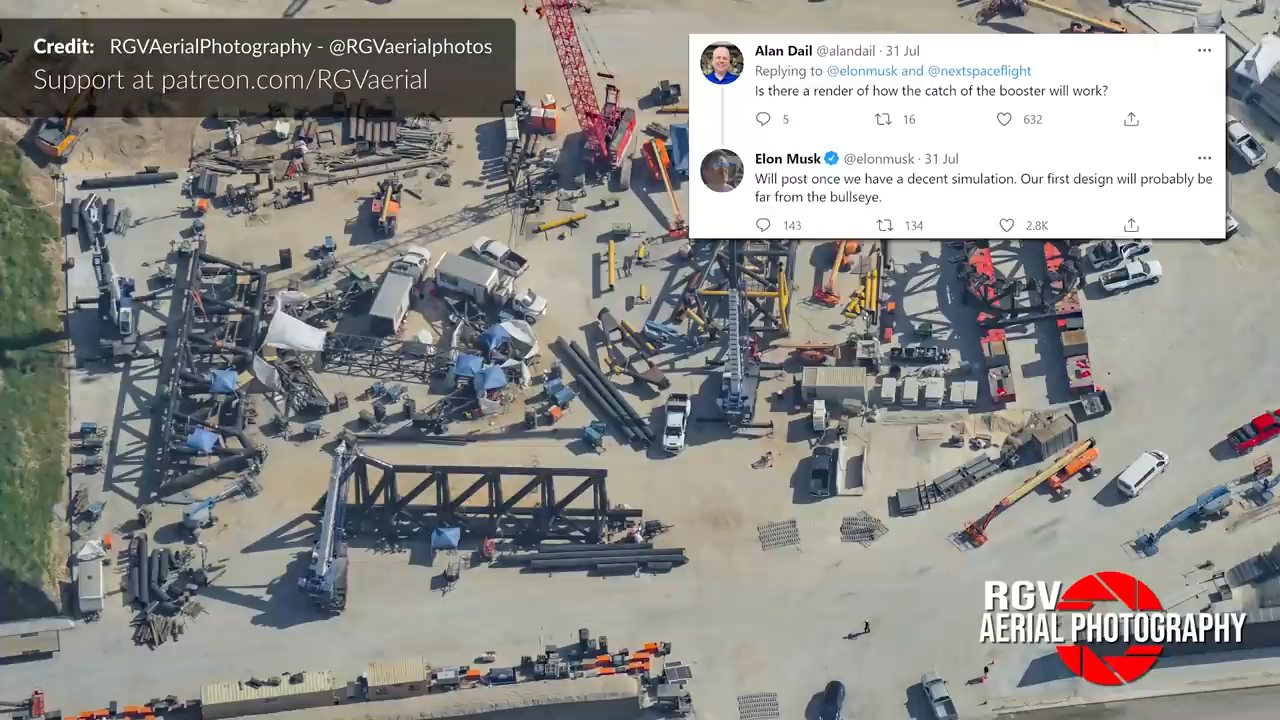 Credit: RGVAerialPhotography - @RGVaerialphotos
Support at patreon.com/RGVaerial
Alan Dail @alandail · 31 Jul
Replying to @elonmusk and @nextspaceflight
Is there a render of how the catch of the booster will work?
5 16 632
Elon Musk @elonmusk · 31 Jul
Will post once we have a decent simulation. Our first design will probably be
far from the bullseye.
143 134 2.8K
RGV
AERIAL PHOTOGRAPHY